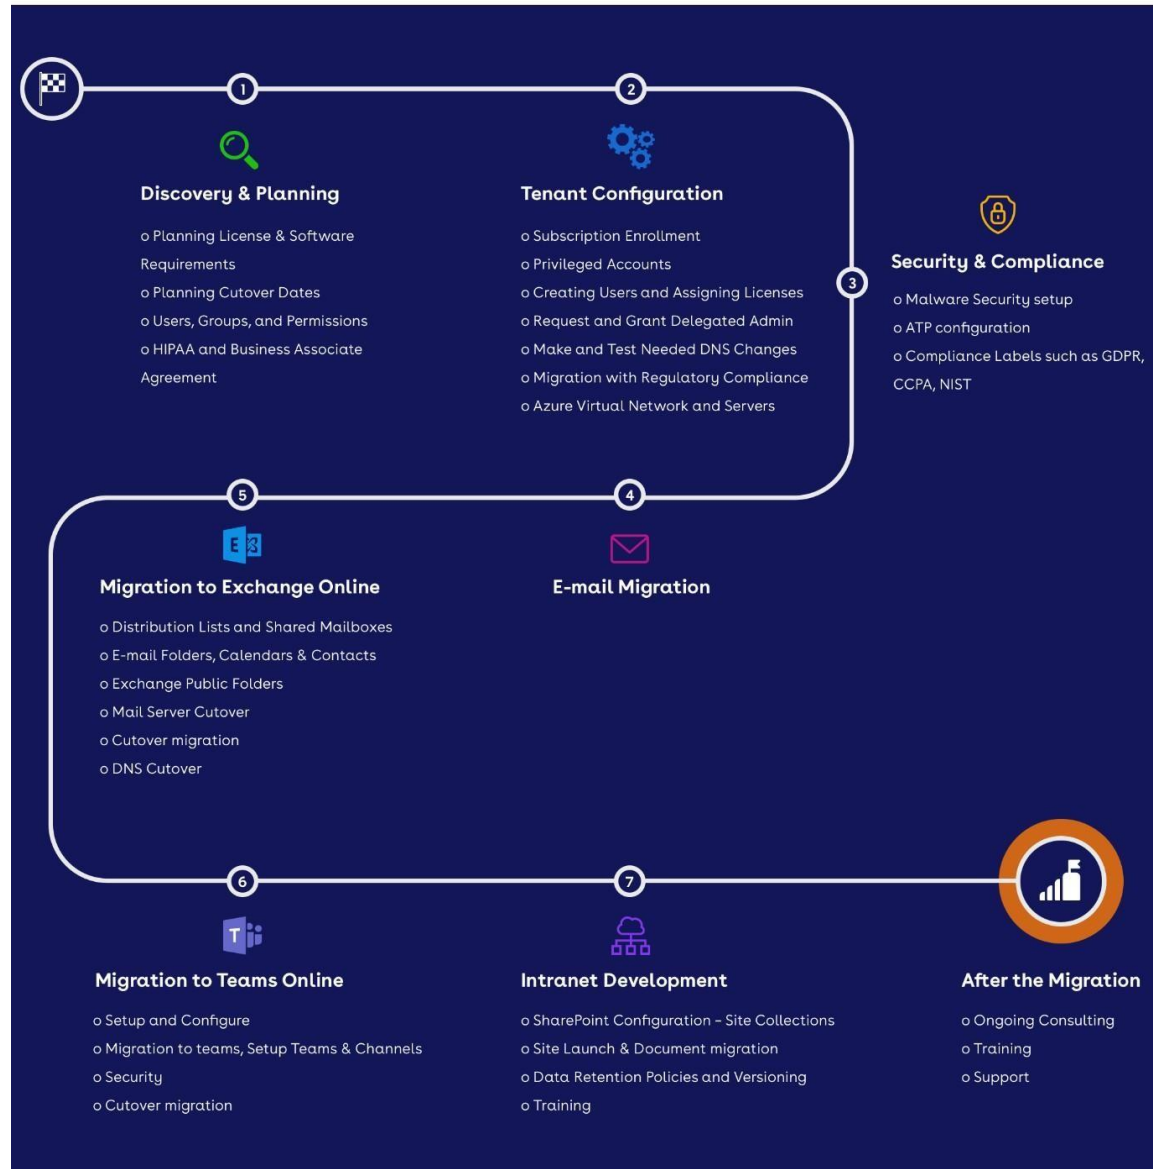 1
Discovery & Planning
o Planning License & Software
Requirements
o Planning Cutover Dates
o Users, Groups, and Permissions
o HIPAA and Business Associate
Agreement
2
Tenant Configuration
o Subscription Enrollment
o Privileged Accounts
o Creating Users and Assigning Licenses
o Request and Grant Delegated Admin
o Make and Test Needed DNS Changes
o Migration with Regulatory Compliance
o Azure Virtual Network and Servers
3
Security & Compliance
o Malware Security setup
o ATP configuration
o Compliance Labels such as GDPR,
CCPA, NIST
4
E-mail Migration
5
E
Migration to Exchange Online
o Distribution Lists and Shared Mailboxes
o E-mail Folders, Calendars & Contacts
o Exchange Public Folders
o Mail Server Cutover
o Cutover migration
o DNS Cutover
6
T
Migration to Teams Online
o Setup and Configure
o Migration to teams, Setup Teams & Channels
o Security
o Cutover migration
7
Intranet Development
o SharePoint Configuration – Site Collections
o Site Launch & Document migration
o Data Retention Policies and Versioning
o Training
After the Migration
o Ongoing Consulting
o Training
o Support